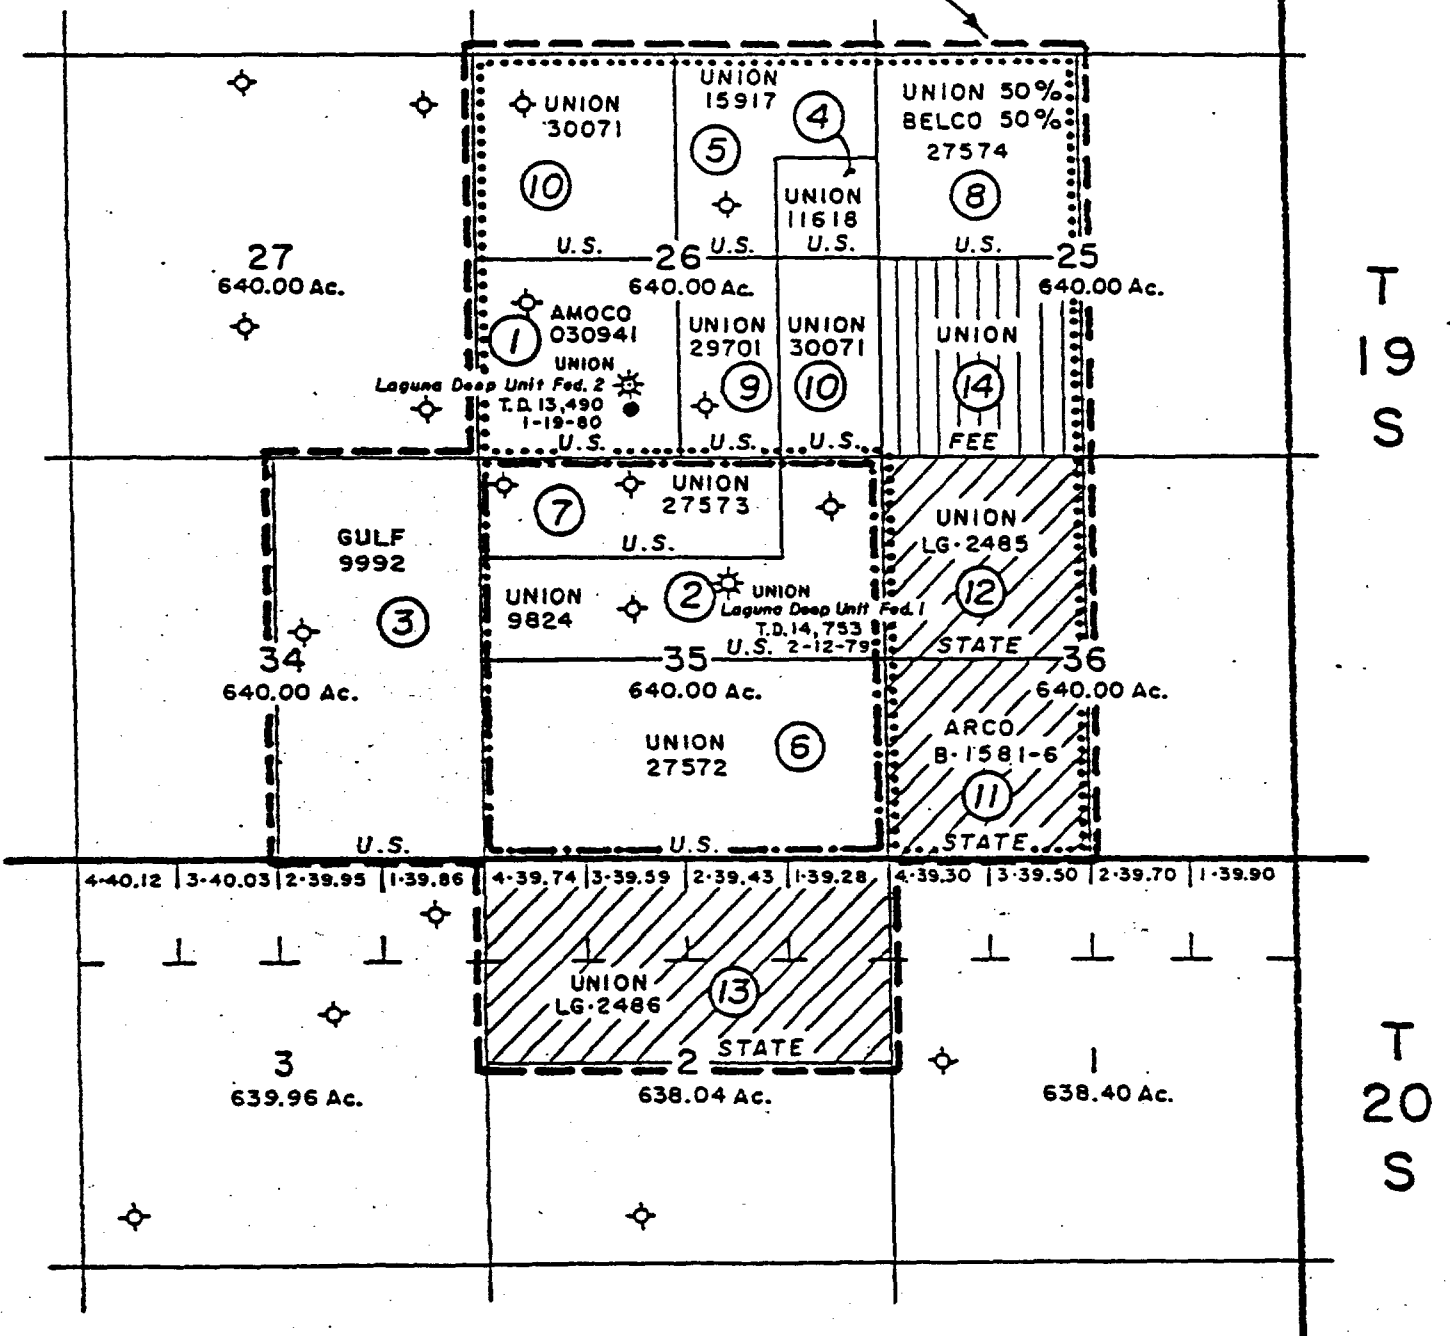 UNION
30071
10
U.S.
UNION
15917
5
4
U.S.
UNION
11618
U.S.
UNION 50%
BELCO 50%
27574
8
U.S.
27
640.00 Ac.
26
640.00 Ac.
25
640.00 Ac.
T
19
S
1
AMOCO
030941
UNION
Laguna Deep Unit Fed. 2
T.D. 13,490
1-19-80
U.S.
UNION
29701
9
U.S.
UNION
30071
10
U.S.
UNION
14
FEE
GULF
9992
3
34
640.00 Ac.
U.S.
7
UNION
27573
U.S.
UNION
9824
2
UNION
Laguna Deep Unit Fed. 1
T.D. 14,753
U.S. 2-12-79
35
640.00 Ac.
UNION
27572
6
U.S.
UNION
LG-2485
12
STATE
36
640.00 Ac.
ARCO
B-1581-6
11
STATE
4-40.12 3-40.03 2-39.95 1-39.86 4-39.74 3-39.59 2-39.43 1-39.28 4-39.30 3-39.50 2-39.70 1-39.90
UNION
LG-2486
13
STATE
3
639.96 Ac.
2
638.04 Ac.
1
638.40 Ac.
T
20
S